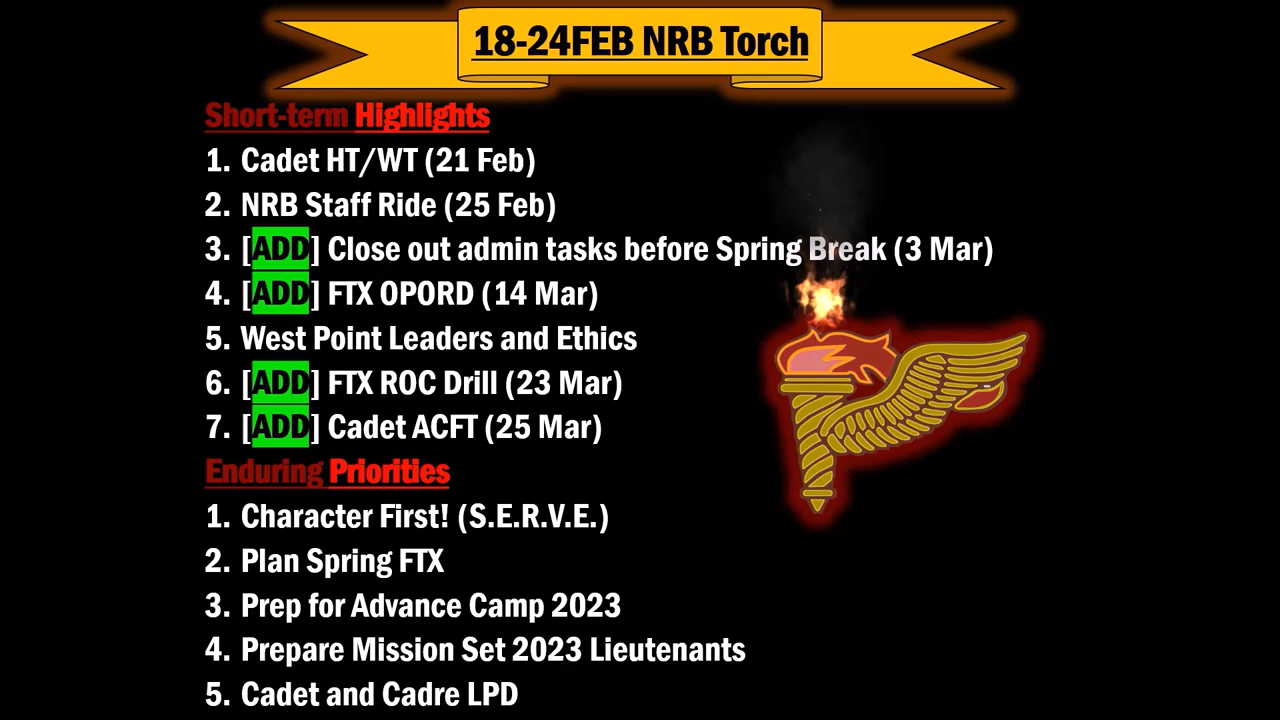 18-24FEB NRB Torch
Short-term Highlights
1. Cadet HT/WT (21 Feb)
2. NRB Staff Ride (25 Feb)
3. [ADD] Close out admin tasks before Spring Break (3 Mar)
4. [ADD] FTX OPORD (14 Mar)
5. West Point Leaders and Ethics
6. [ADD] FTX ROC Drill (23 Mar)
7. [ADD] Cadet ACFT (25 Mar)
Enduring Priorities
1. Character First! (S.E.R.V.E.)
2. Plan Spring FTX
3. Prep for Advance Camp 2023
4. Prepare Mission Set 2023 Lieutenants
5. Cadet and Cadre LPD